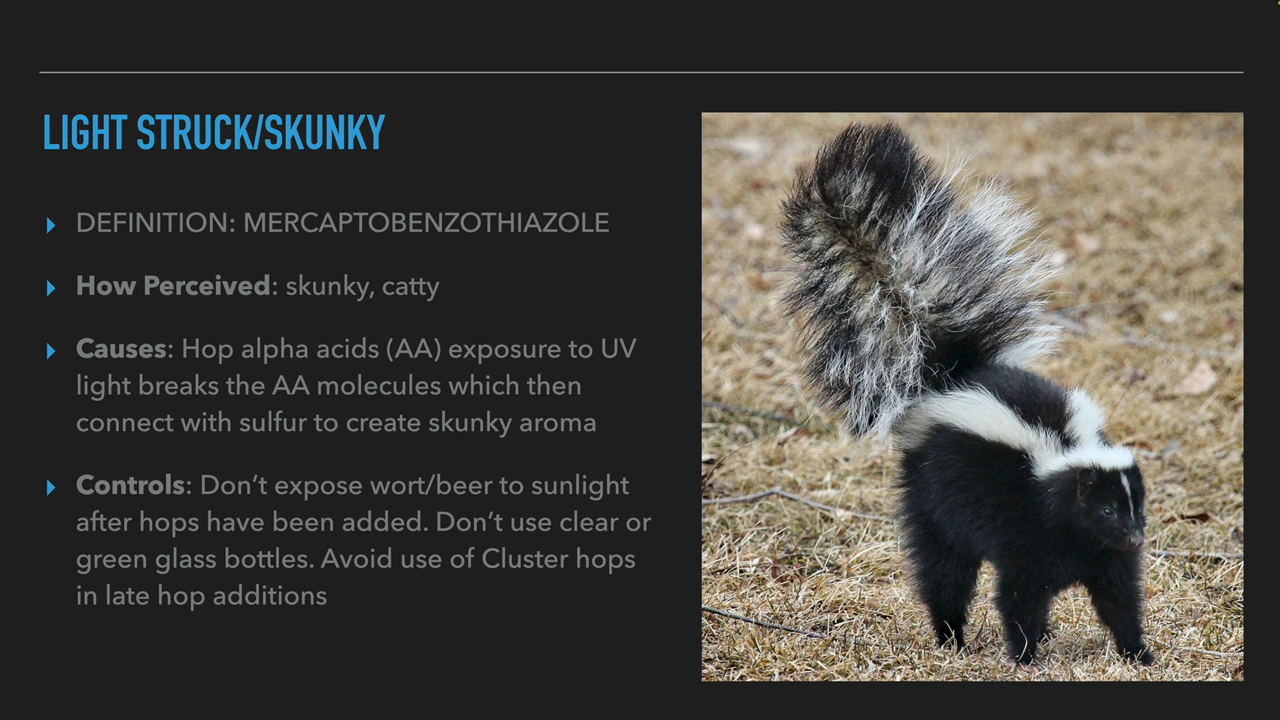 LIGHT STRUCK/SKUNKY
DEFINITION: MERCAPTOBENZOTHIAZOLE
How Perceived: skunky, catty
Causes: Hop alpha acids (AA) exposure to UV
light breaks the AA molecules which then
connect with sulfur to create skunky aroma
Controls: Don’t expose wort/beer to sunlight
after hops have been added. Don’t use clear or
green glass bottles. Avoid use of Cluster hops
in late hop additions